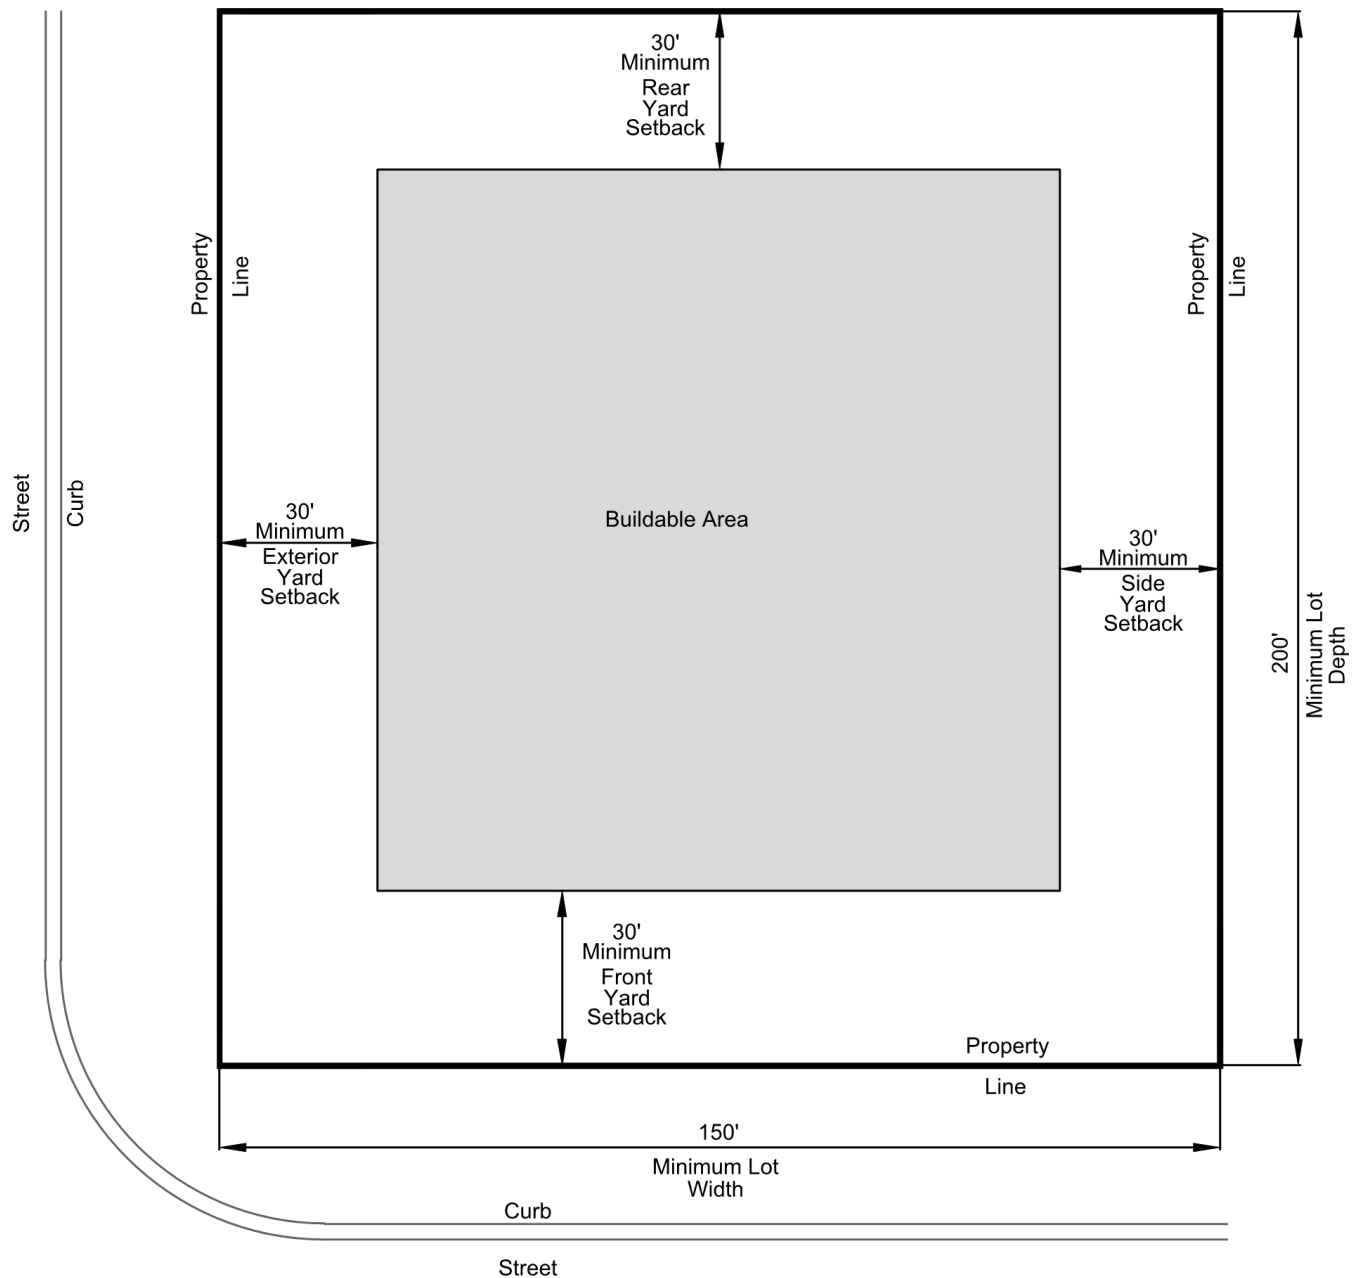 30'
Minimum
Rear
Yard
Setback
Property
Line
Property
Line
Street
Curb
30'
Minimum
Exterior
Yard
Setback
Buildable Area
30'
Minimum
Side
Yard
Setback
200'
Minimum Lot
Depth
30'
Minimum
Front
Yard
Setback
Property
Line
150'
Minimum Lot
Width
Curb
Street